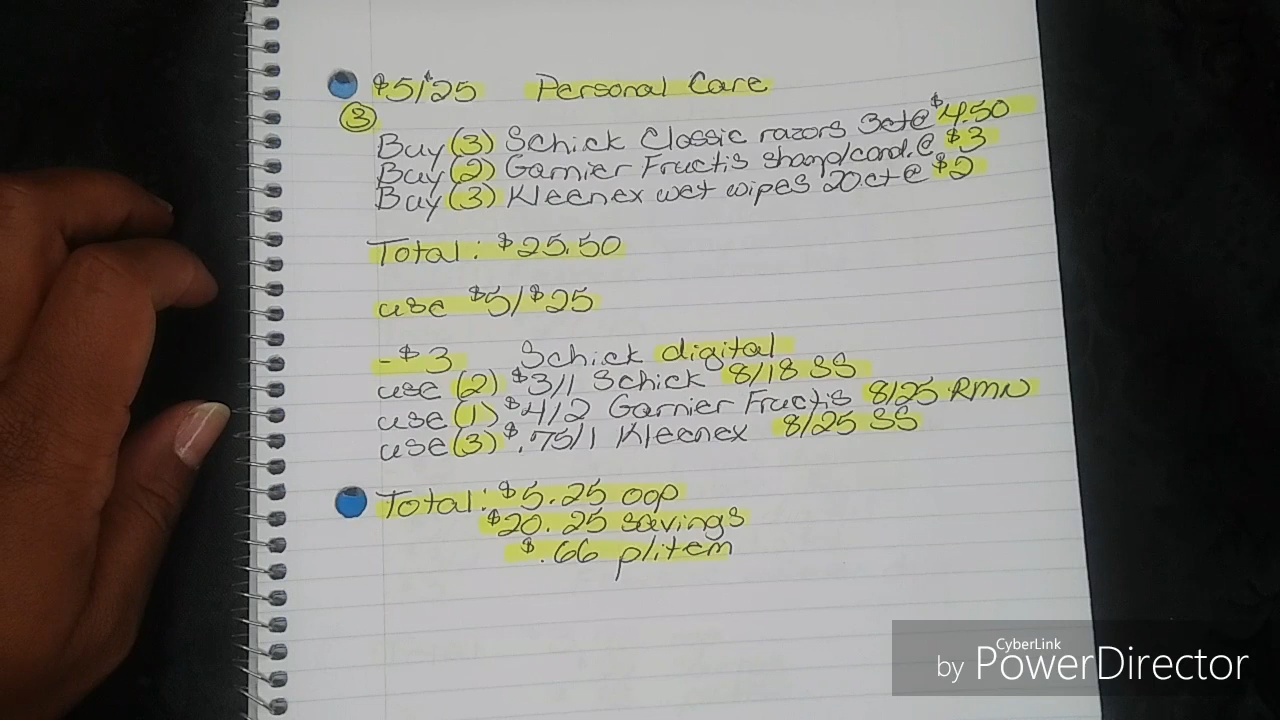 $5/$25 Personal Care
3
Buy (3) Schick Classic razors 3ct @ $4.50
Buy (2) Garnier Fructis shamp/cond. @ $3
Buy (3) Kleenex wet wipes 20ct @ $2
Total: $25.50
use $5/$25
-$3 Schick digital
use (2) $3/1 Schick 8/18 SS
use (1) $4/2 Garnier Fructis 8/25 RMN
use (3) $.75/1 Kleenex 8/25 SS
Total: $5.25 oop
$20.25 savings
$.66 p/item
CyberLink
by PowerDirector